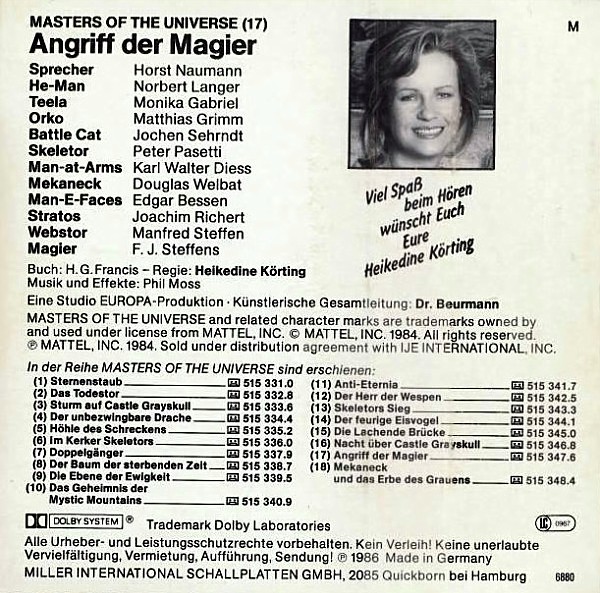 MASTERS OF THE UNIVERSE (17)
M
Angriff der Magier
Sprecher Horst Naumann
He-Man Norbert Langer
Teela Monika Gabriel
Orko Matthias Grimm
Battle Cat Jochen Sehrndt
Skeletor Peter Pasetti
Man-at-Arms Karl Walter Diess
Mekaneck Douglas Welbat
Man-E-Faces Edgar Bessen
Stratos Joachim Richert
Webstor Manfred Steffen
Magier F. J. Steffens
Viel Spaß
beim Hören
wünscht Euch
Eure
Heikedine Körting
Buch: H. G. Francis – Regie: Heikedine Körting
Musik und Effekte: Phil Moss
Eine Studio EUROPA-Produktion · Künstlerische Gesamtleitung: Dr. Beurmann
MASTERS OF THE UNIVERSE and related character marks are trademarks owned by
and used under license from MATTEL, INC. © MATTEL, INC. 1984. All rights reserved.
℗ MATTEL, INC. 1984. Sold under distribution agreement with IJE INTERNATIONAL, INC.
In der Reihe MASTERS OF THE UNIVERSE sind erschienen:
(1) Sternenstaub 515 331.0
(2) Das Todestor 515 332.8
(3) Sturm auf Castle Grayskull 515 333.6
(4) Der unbezwingbare Drache 515 334.4
(5) Höhle des Schreckens 515 335.2
(6) Im Kerker Skeletors 515 336.0
(7) Doppelgänger 515 337.9
(8) Der Baum der sterbenden Zeit 515 338.7
(9) Die Ebene der Ewigkeit 515 339.5
(10) Das Geheimnis der
Mystic Mountains 515 340.9
(11) Anti-Eternia 515 341.7
(12) Der Herr der Wespen 515 342.5
(13) Skeletors Sieg 515 343.3
(14) Der feurige Eisvogel 515 344.1
(15) Die Lachende Brücke 515 345.0
(16) Nacht über Castle Grayskull 515 346.8
(17) Angriff der Magier 515 347.6
(18) Mekaneck
und das Erbe des Grauens 515 348.4
DOLBY SYSTEM ® Trademark Dolby Laboratories
LC 0967
Alle Urheber- und Leistungsschutzrechte vorbehalten. Kein Verleih! Keine unerlaubte
Vervielfältigung, Vermietung, Aufführung, Sendung! ℗ 1986 Made in Germany
MILLER INTERNATIONAL SCHALLPLATTEN GMBH, 2085 Quickborn bei Hamburg 6880